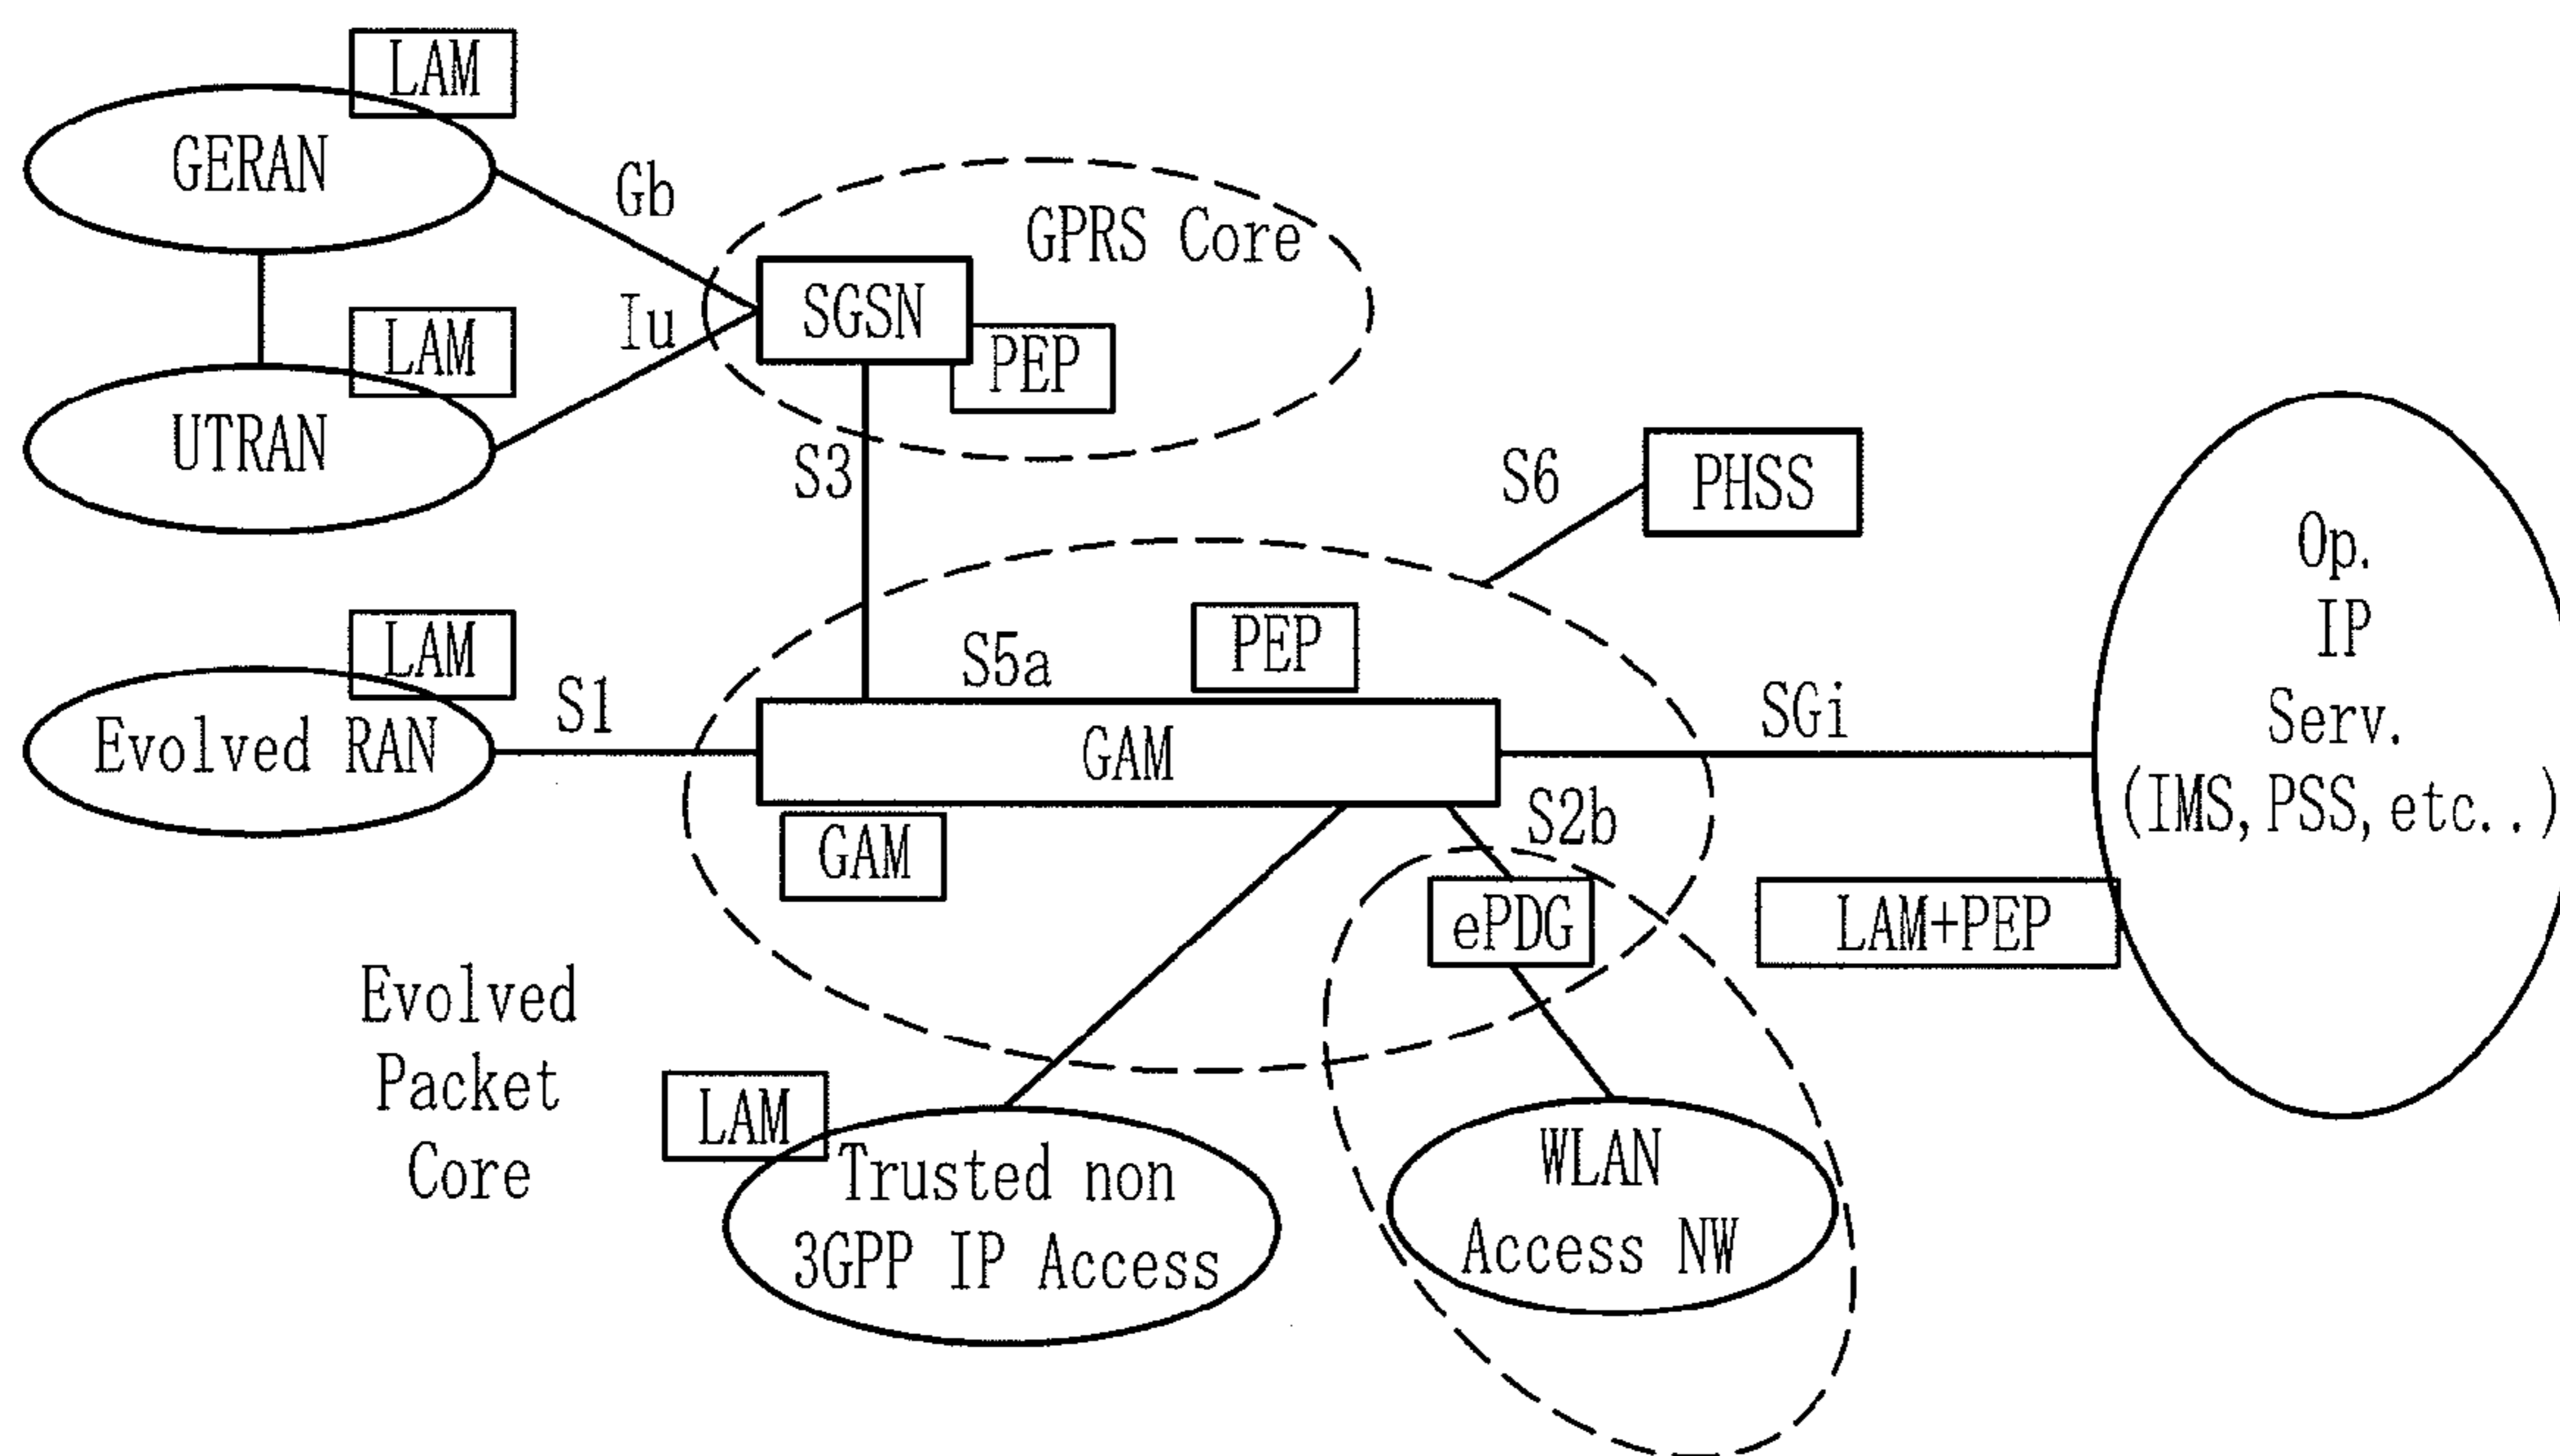 LAM
GERAN
Gb
GPRS Core
SGSN
Iu
LAM
PEP
UTRAN
S3
S6
PHSS
Op.
IP
Serv.
(IMS, PSS, etc..)
LAM
PEP
S5a
S1
SGi
Evolved RAN
GAM
S2b
GAM
ePDG
LAM+PEP
Evolved
Packet
Core
LAM
Trusted non
3GPP IP Access
WLAN
Access NW